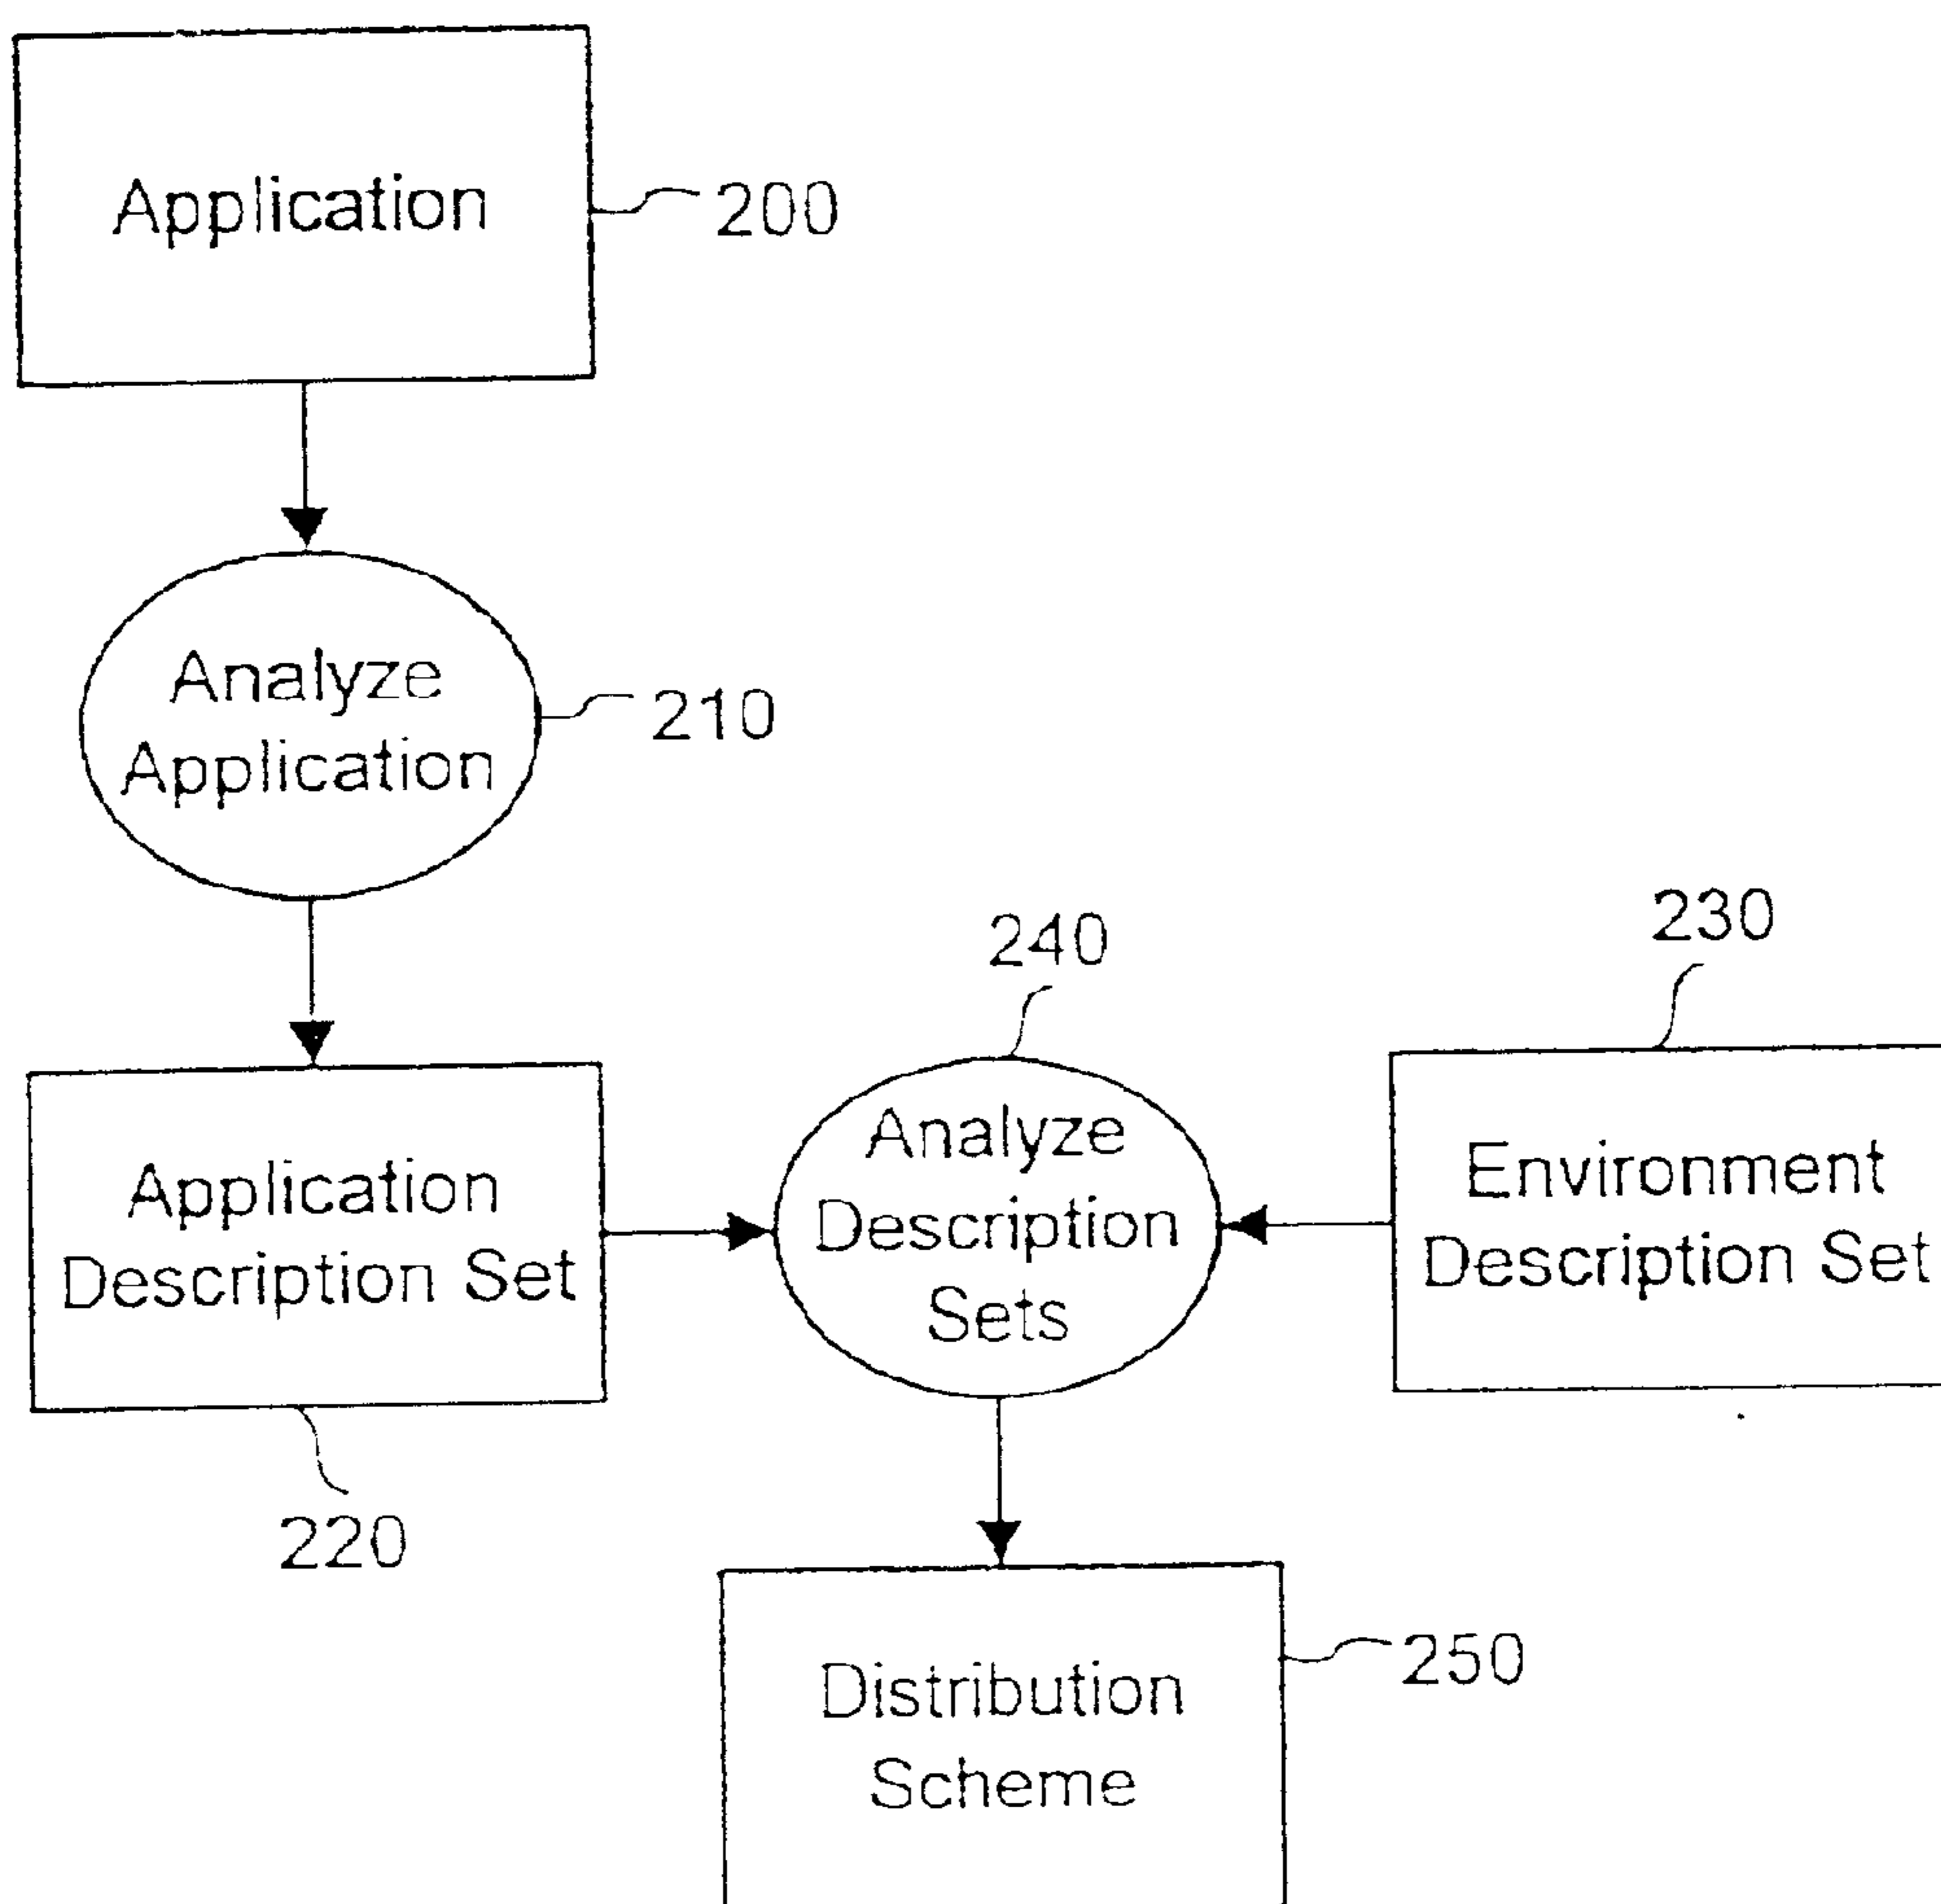 Application
200
Analyze
Application
210
240
230
Application
Description Set
Analyze
Description
Sets
Environment
Description Set
220
Distribution
Scheme
250